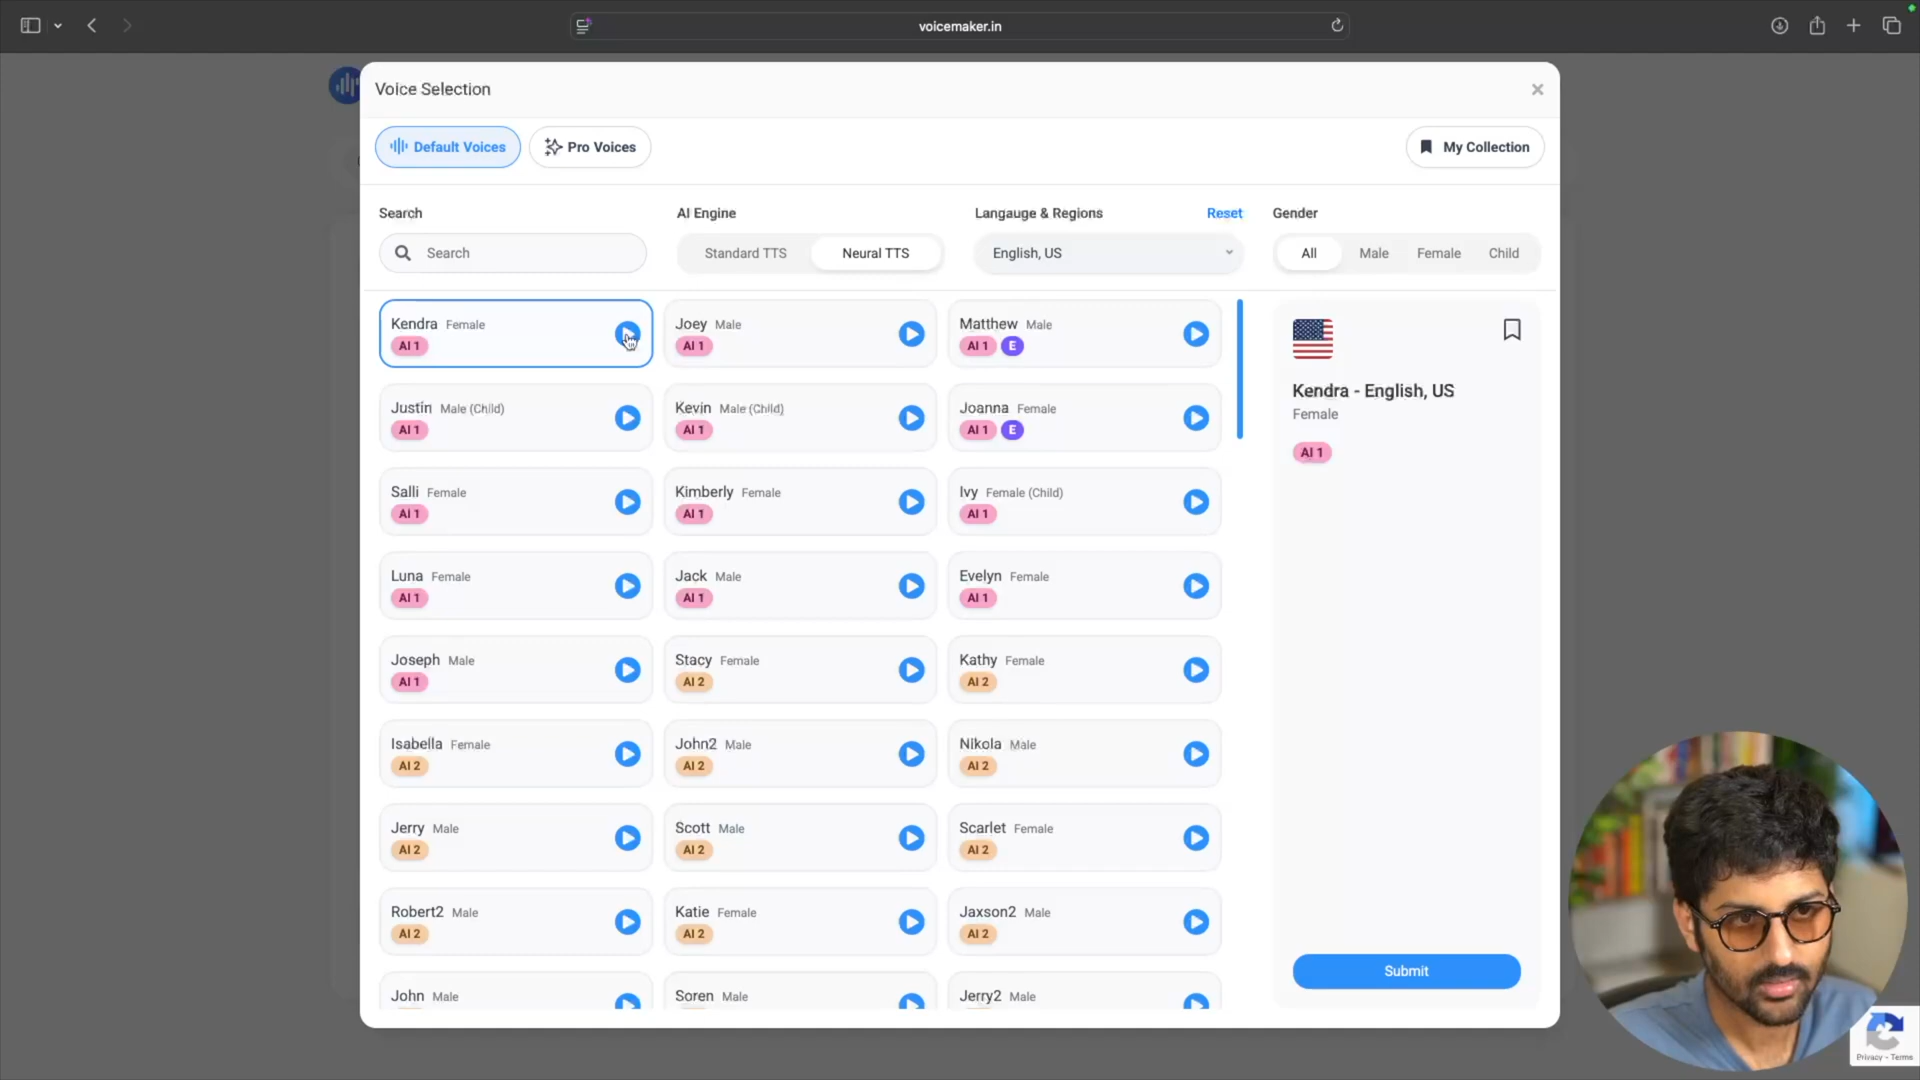 voicemaker.in
Voice Selection
Default Voices
Pro Voices
My Collection
Search
AI Engine
Langauge & Regions
Reset
Gender
Search
Standard TTS
Neural TTS
English, US
All
Male
Female
Child
Kendra Female
AI 1
Joey Male
AI 1
Matthew Male
AI 1 E
Kendra - English, US
Female
AI 1
Justin Male (Child)
AI 1
Kevin Male (Child)
AI 1
Joanna Female
AI 1 E
Salli Female
AI 1
Kimberly Female
AI 1
Ivy Female (Child)
AI 1
Luna Female
AI 1
Jack Male
AI 1
Evelyn Female
AI 1
Joseph Male
AI 1
Stacy Female
AI 2
Kathy Female
AI 2
Isabella Female
AI 2
John2 Male
AI 2
Nikola Male
AI 2
Jerry Male
AI 2
Scott Male
AI 2
Scarlet Female
AI 2
Robert2 Male
AI 2
Katie Female
AI 2
Jaxson2 Male
AI 2
John Male
Soren Male
Jerry2 Male
Submit
Privacy - Terms